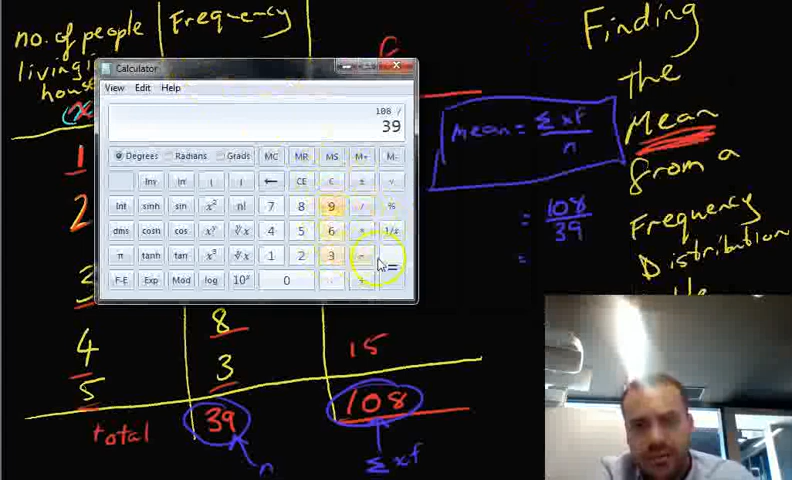 no. of people
living i
hous
Frequency
Finding
the
Mean
from a
Frequency
Distribution
Calculator
View Edit Help
108 /
39
Degrees Radians Grads MC MR MS M+ M-
Inv ln ( ) ← CE C ± √
Int sinh sin x² n! 7 8 9 / %
dms cosh cos xʸ ʸ√x 4 5 6 * 1/x
π tanh tan x³ ³√x 1 2 3 - =
F-E Exp Mod log 10ˣ 0 . +
Mean = Σxf / n
= 108 / 39
=
1
2
3
8
4
3
15
5
total
39
108
n
Σxf